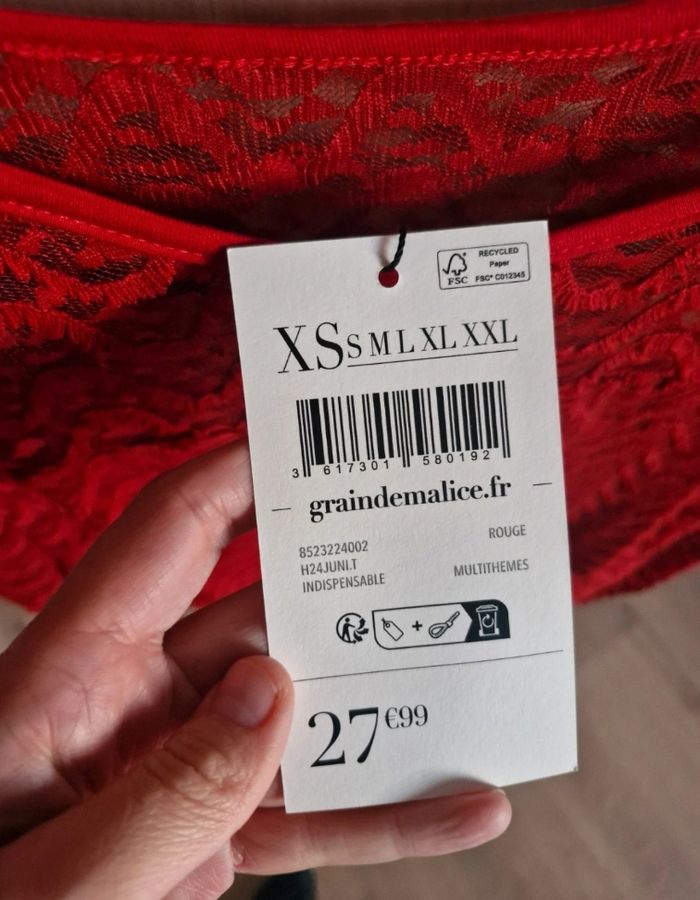 RECYCLED
Paper
FSC® C012345
FSC
XS S M L XL XXL
3 617301 580192
graindemalice.fr
8523224002 ROUGE
H24JUNI.T
INDISPENSABLE MULTITHEMES
+
27€99